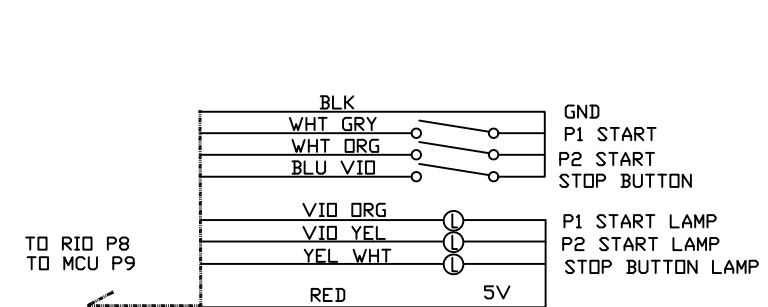 BLK GND
WHT GRY P1 START
WHT ORG P2 START
BLU VIO STOP BUTTON
VIO ORG L P1 START LAMP
VIO YEL L P2 START LAMP
YEL WHT L STOP BUTTON LAMP
TO RIO P8
TO MCU P9
RED 5V